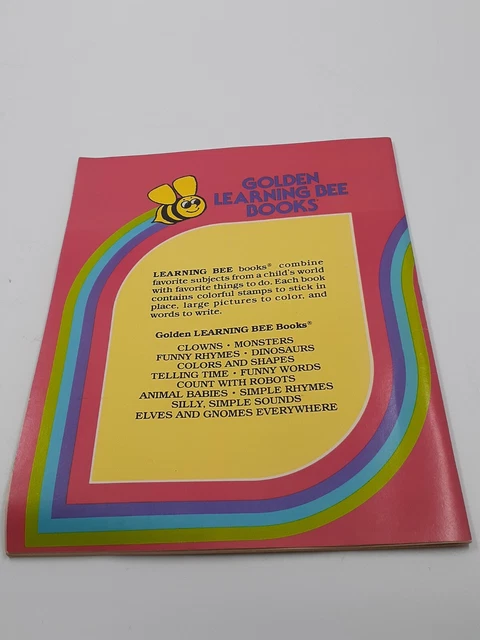 GOLDEN
LEARNING BEE
BOOKS
LEARNING BEE books® combine
favorite subjects from a child's world
with favorite things to do. Each book
contains colorful stamps to stick in
place, large pictures to color, and
words to write.
Golden LEARNING BEE Books®
CLOWNS • MONSTERS
FUNNY RHYMES • DINOSAURS
COLORS AND SHAPES
TELLING TIME • FUNNY WORDS
COUNT WITH ROBOTS
ANIMAL BABIES • SIMPLE RHYMES
SILLY, SIMPLE SOUNDS
ELVES AND GNOMES EVERYWHERE